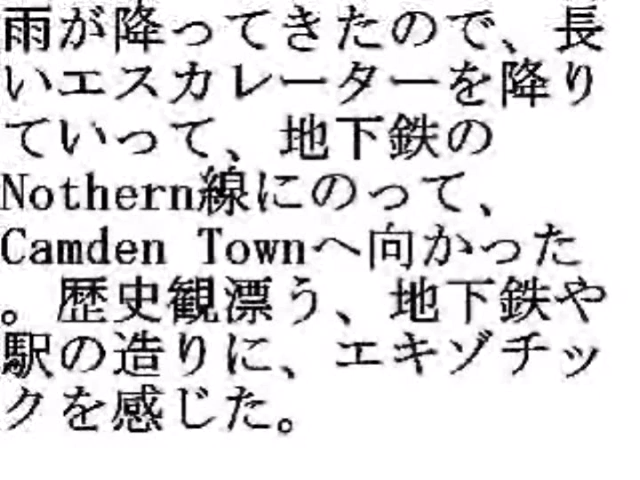 雨が降ってきたので、長
いエスカレーターを降り
ていって、地下鉄の
Nothern線にのって、
Camden Townへ向かった
。歴史観漂う、地下鉄や
駅の造りに、エキゾチッ
クを感じた。